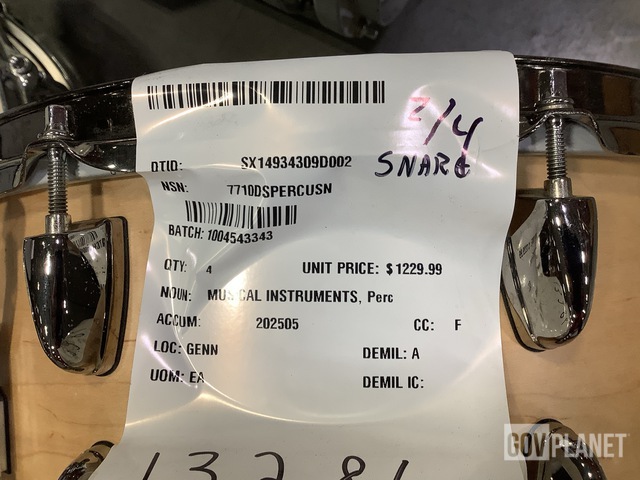 2/4
SNARE
DTID: SX14934309D002
NSN: 7710DSPERCUSN
BATCH: 1004543343
QTY: 4 UNIT PRICE: $1229.99
NOUN: MUSICAL INSTRUMENTS, Perc
ACCUM: 202505 CC: F
LOC: GENN DEMIL: A
UOM: EA DEMIL IC:
GOVPLANET